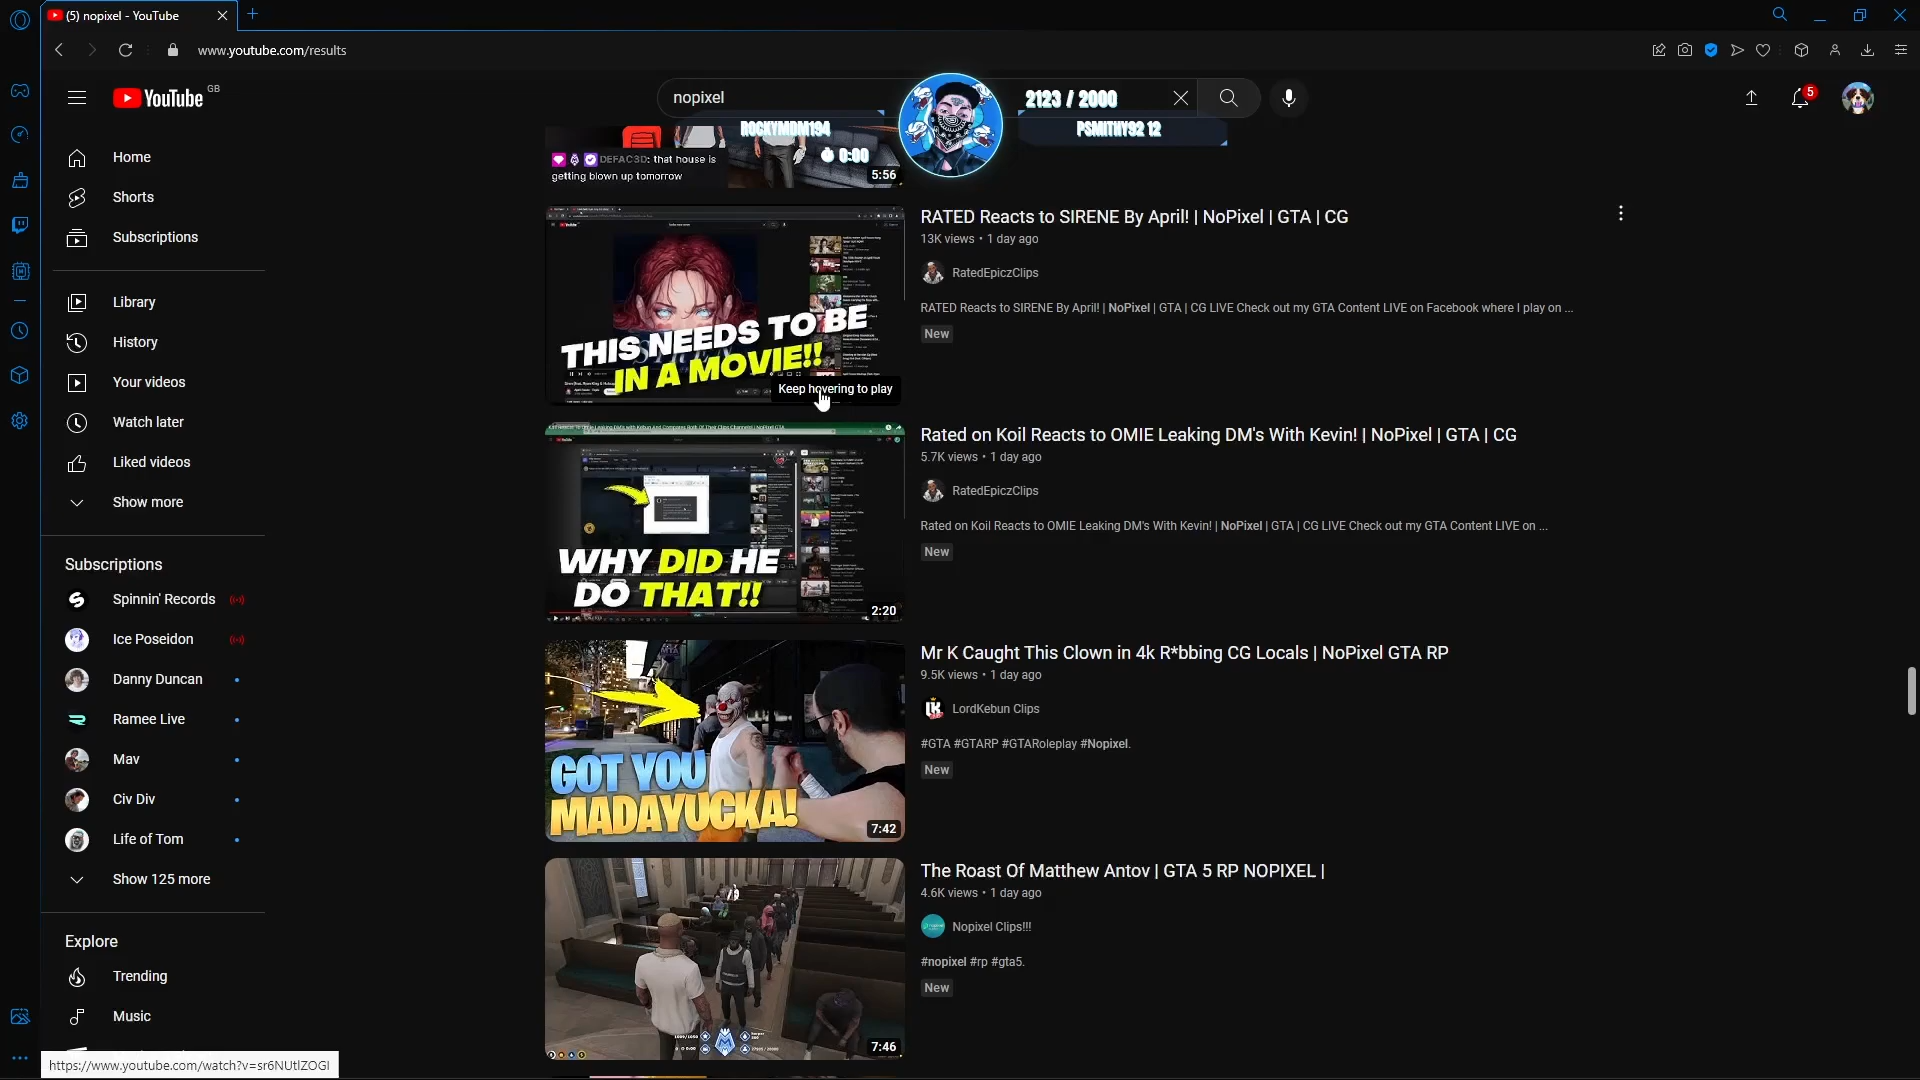 (5) nopixel - YouTube
www.youtube.com/results
YouTube GB
nopixel
2123 / 2000
5
ROCKYMDM194
PSMITHY92 12
Home
Shorts
Subscriptions
Library
History
Your videos
Watch later
Liked videos
Show more
Subscriptions
Spinnin' Records
Ice Poseidon
Danny Duncan
Ramee Live
Mav
Civ Div
Life of Tom
Show 125 more
Explore
Trending
Music
https://www.youtube.com/watch?v=sr6NUtlZOGI
DEFAC3D: that house is
getting blown up tomorrow
0:00
5:56
THIS NEEDS TO BE
IN A MOVIE!!
Keep hovering to play
RATED Reacts to SIRENE By April! | NoPixel | GTA | CG
13K views • 1 day ago
RatedEpiczClips
RATED Reacts to SIRENE By April! | NoPixel | GTA | CG LIVE Check out my GTA Content LIVE on Facebook where I play on ...
New
WHY DID HE
DO THAT!!
2:20
Rated on Koil Reacts to OMIE Leaking DM's With Kevin! | NoPixel | GTA | CG
5.7K views • 1 day ago
RatedEpiczClips
Rated on Koil Reacts to OMIE Leaking DM's With Kevin! | NoPixel | GTA | CG LIVE Check out my GTA Content LIVE on ...
New
GOT YOU
MADAYUCKA!
7:42
Mr K Caught This Clown in 4k R*bbing CG Locals | NoPixel GTA RP
9.5K views • 1 day ago
LordKebun Clips
#GTA #GTARP #GTARoleplay #Nopixel.
New
7:46
The Roast Of Matthew Antov | GTA 5 RP NOPIXEL |
4.6K views • 1 day ago
Nopixel Clips!!!
#nopixel #rp #gta5.
New